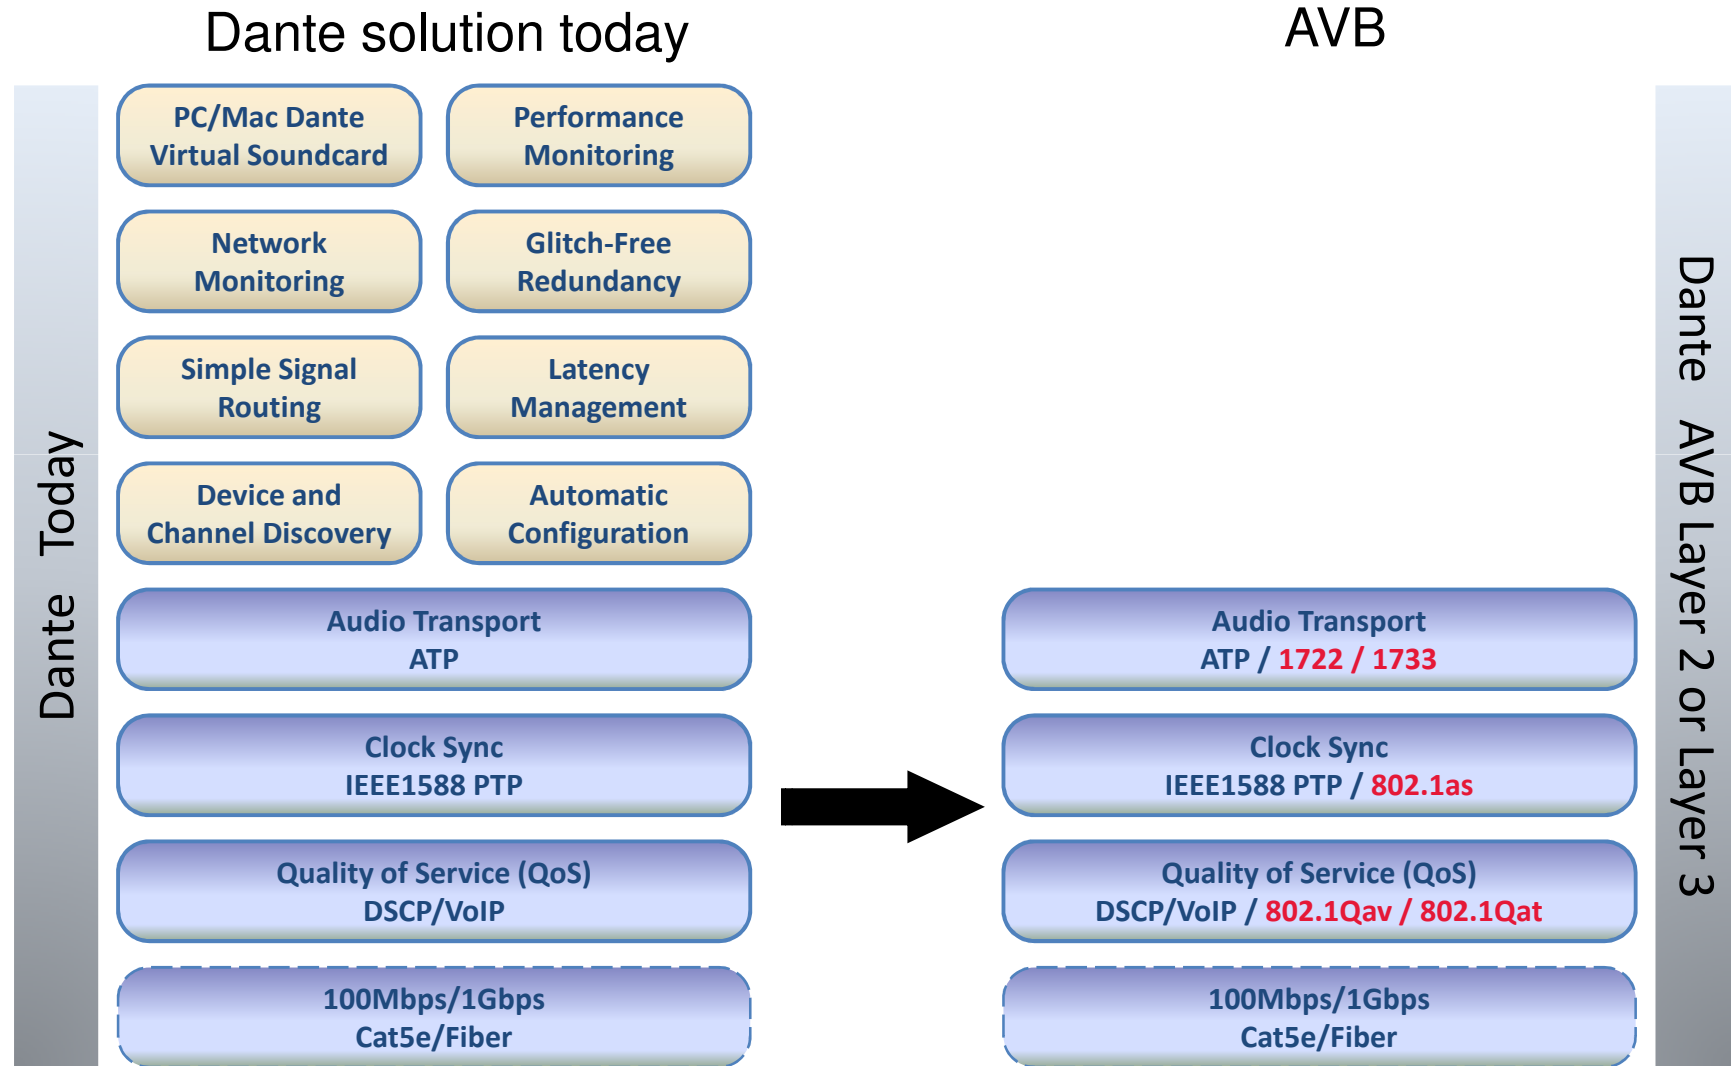 Dante solution today
AVB
Dante Today
PC/Mac Dante
Virtual Soundcard
Performance
Monitoring
Network
Monitoring
Glitch-Free
Redundancy
Simple Signal
Routing
Latency
Management
Device and
Channel Discovery
Automatic
Configuration
Audio Transport
ATP
Clock Sync
IEEE1588 PTP
Quality of Service (QoS)
DSCP/VoIP
100Mbps/1Gbps
Cat5e/Fiber
Audio Transport
ATP / 1722 / 1733
Clock Sync
IEEE1588 PTP / 802.1as
Quality of Service (QoS)
DSCP/VoIP / 802.1Qav / 802.1Qat
100Mbps/1Gbps
Cat5e/Fiber
Dante AVB Layer 2 or Layer 3